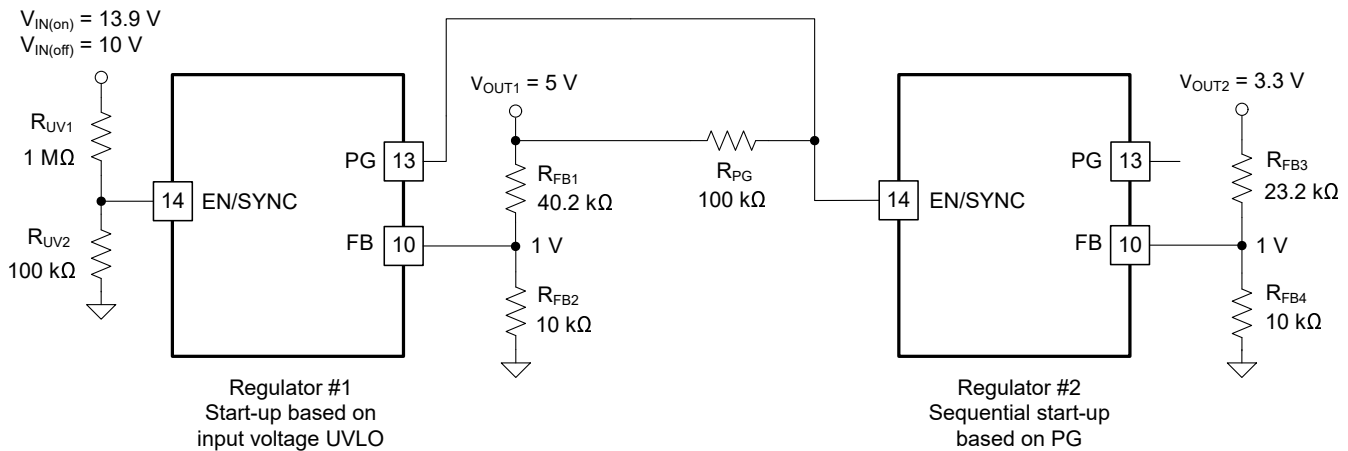 V_IN(on) = 13.9 V
V_IN(off) = 10 V
R_UV1
1 MΩ
R_UV2
100 kΩ
14
EN/SYNC
PG
13
FB
10
V_OUT1 = 5 V
R_FB1
40.2 kΩ
1 V
R_FB2
10 kΩ
R_PG
100 kΩ
14
EN/SYNC
PG
13
FB
10
V_OUT2 = 3.3 V
R_FB3
23.2 kΩ
1 V
R_FB4
10 kΩ
Regulator #1
Start-up based on
input voltage UVLO
Regulator #2
Sequential start-up
based on PG